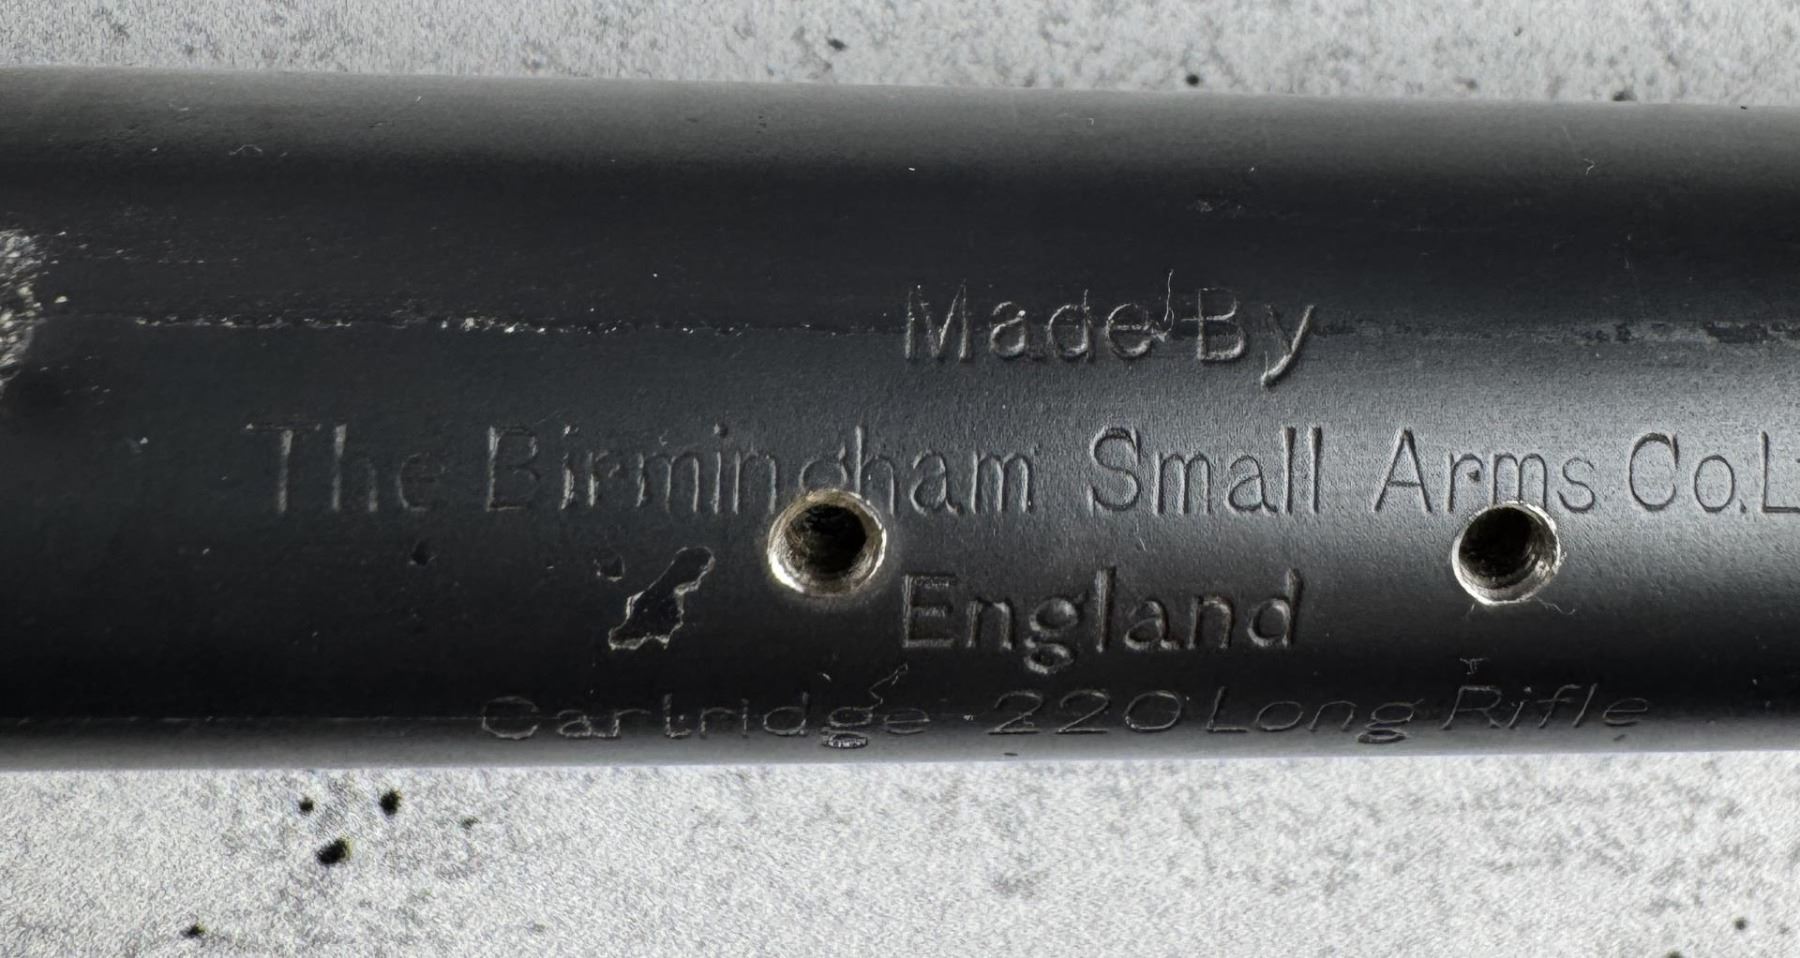 Made By
The Birmingham Small Arms Co. L
England
Cartridge .220 Long Rifle